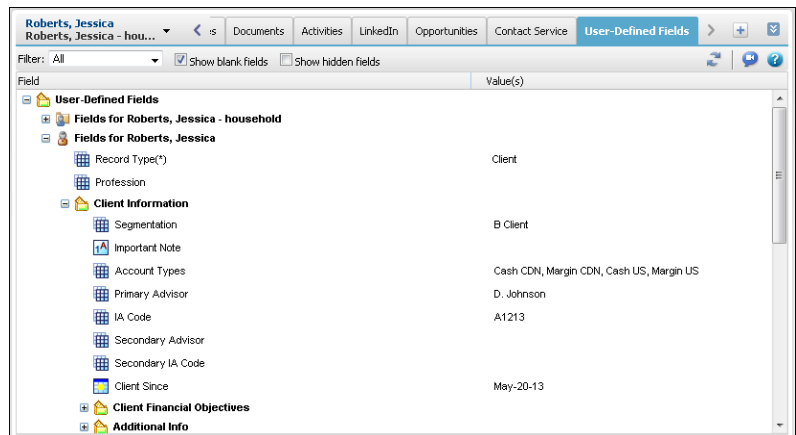 Roberts, Jessica
Roberts, Jessica - hou...
:s Documents Activities LinkedIn Opportunities Contact Service User-Defined Fields
Filter: All Show blank fields Show hidden fields
Field Value(s)
User-Defined Fields
Fields for Roberts, Jessica - household
Fields for Roberts, Jessica
Record Type(*) Client
Profession
Client Information
Segmentation B Client
Important Note
Account Types Cash CDN, Margin CDN, Cash US, Margin US
Primary Advisor D. Johnson
IA Code A1213
Secondary Advisor
Secondary IA Code
Client Since May-20-13
Client Financial Objectives
Additional Info